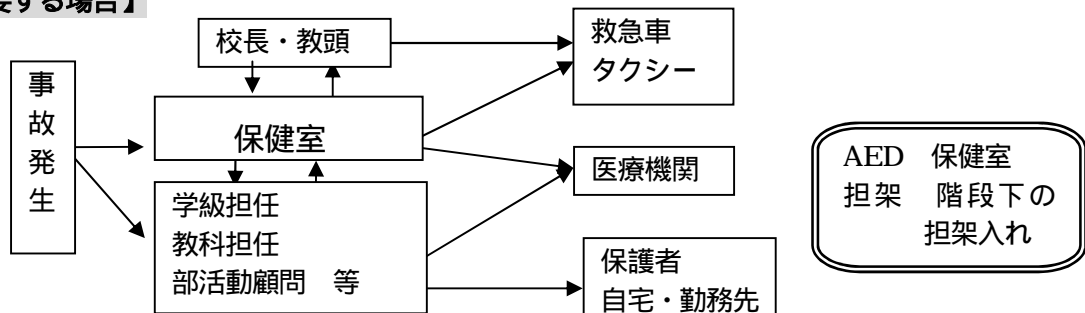 要する場合】
校長・教頭
救急車
タクシー
事故発生
保健室
医療機関
AED 保健室
担架 階段下の
担架入れ
学級担任
教科担任
部活動顧問 等
保護者
自宅・勤務先